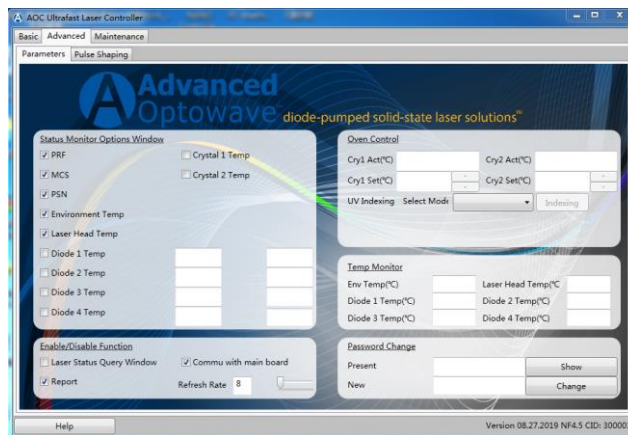 AOC Ultrafast Laser Controller
Basic Advanced Maintenance
Parameters Pulse Shaping
Advanced
Optowave diode-pumped solid-state laser solutions™
Status Monitor Options Window
PRF Crystal 1 Temp
MCS Crystal 2 Temp
PSN
Environment Temp
Laser Head Temp
Diode 1 Temp
Diode 2 Temp
Diode 3 Temp
Diode 4 Temp
Enable/Disable Function
Laser Status Query Window Commu with main board
Report Refresh Rate 8
Oven Control
Cry1 Act(℃) Cry2 Act(℃)
Cry1 Set(℃) Cry2 Set(℃)
UV Indexing Select Mode Indexing
Temp Monitor
Env Temp(℃) Laser Head Temp(℃
Diode 1 Temp(℃) Diode 2 Temp(℃)
Diode 3 Temp(℃) Diode 4 Temp(℃)
Password Change
Present Show
New Change
Help Version 08.27.2019 NF4.5 CID: 30000